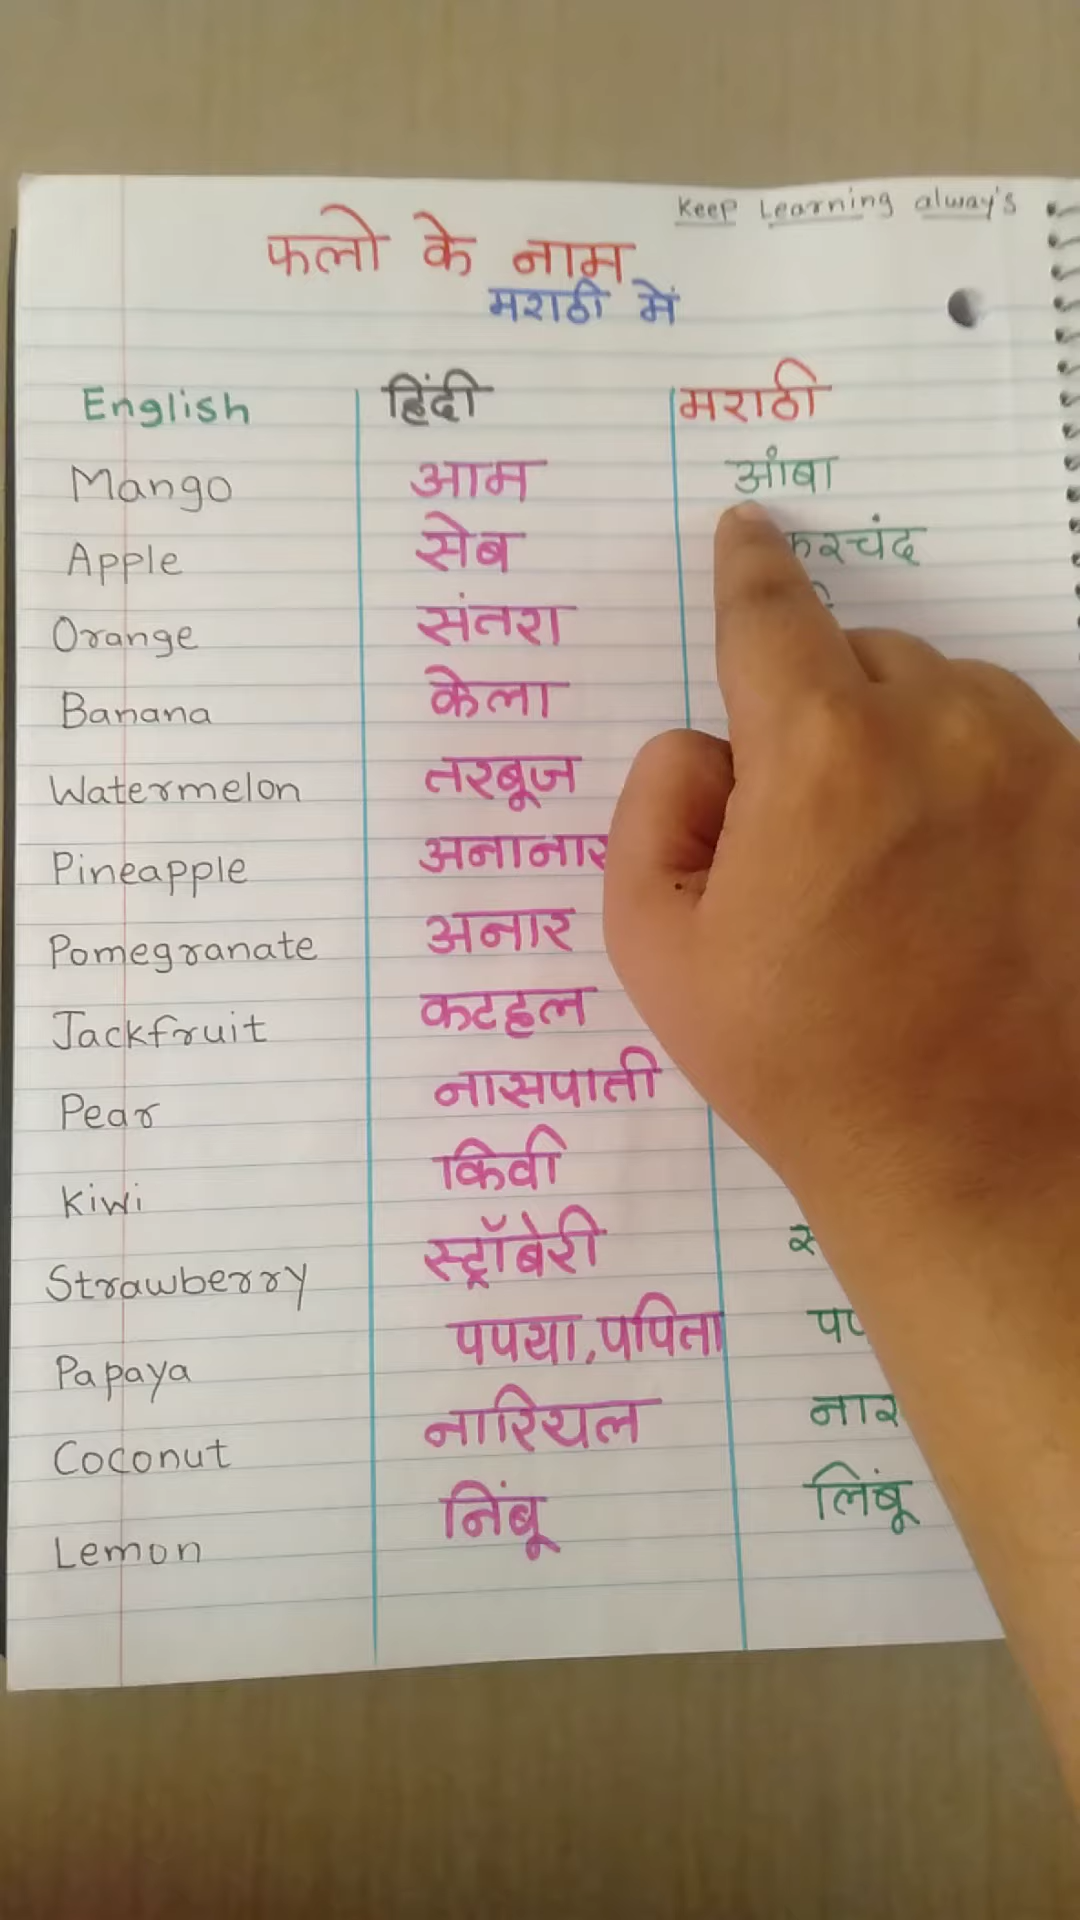 Keep Learning alway's
फलो के नाम
मराठी में
English हिंदी मराठी
Mango आम आंबा
Apple सेब
Orange संतरा
Banana केला
Watermelon तरबूज
Pineapple
Pomegranate अनार
Jackfruit कटहल
Pear नासपाती
Kiwi किवी
Strawberry स्ट्रॉबेरी
Papaya पपया, पपिता
Coconut नारियल
Lemon निंबू लिंबू